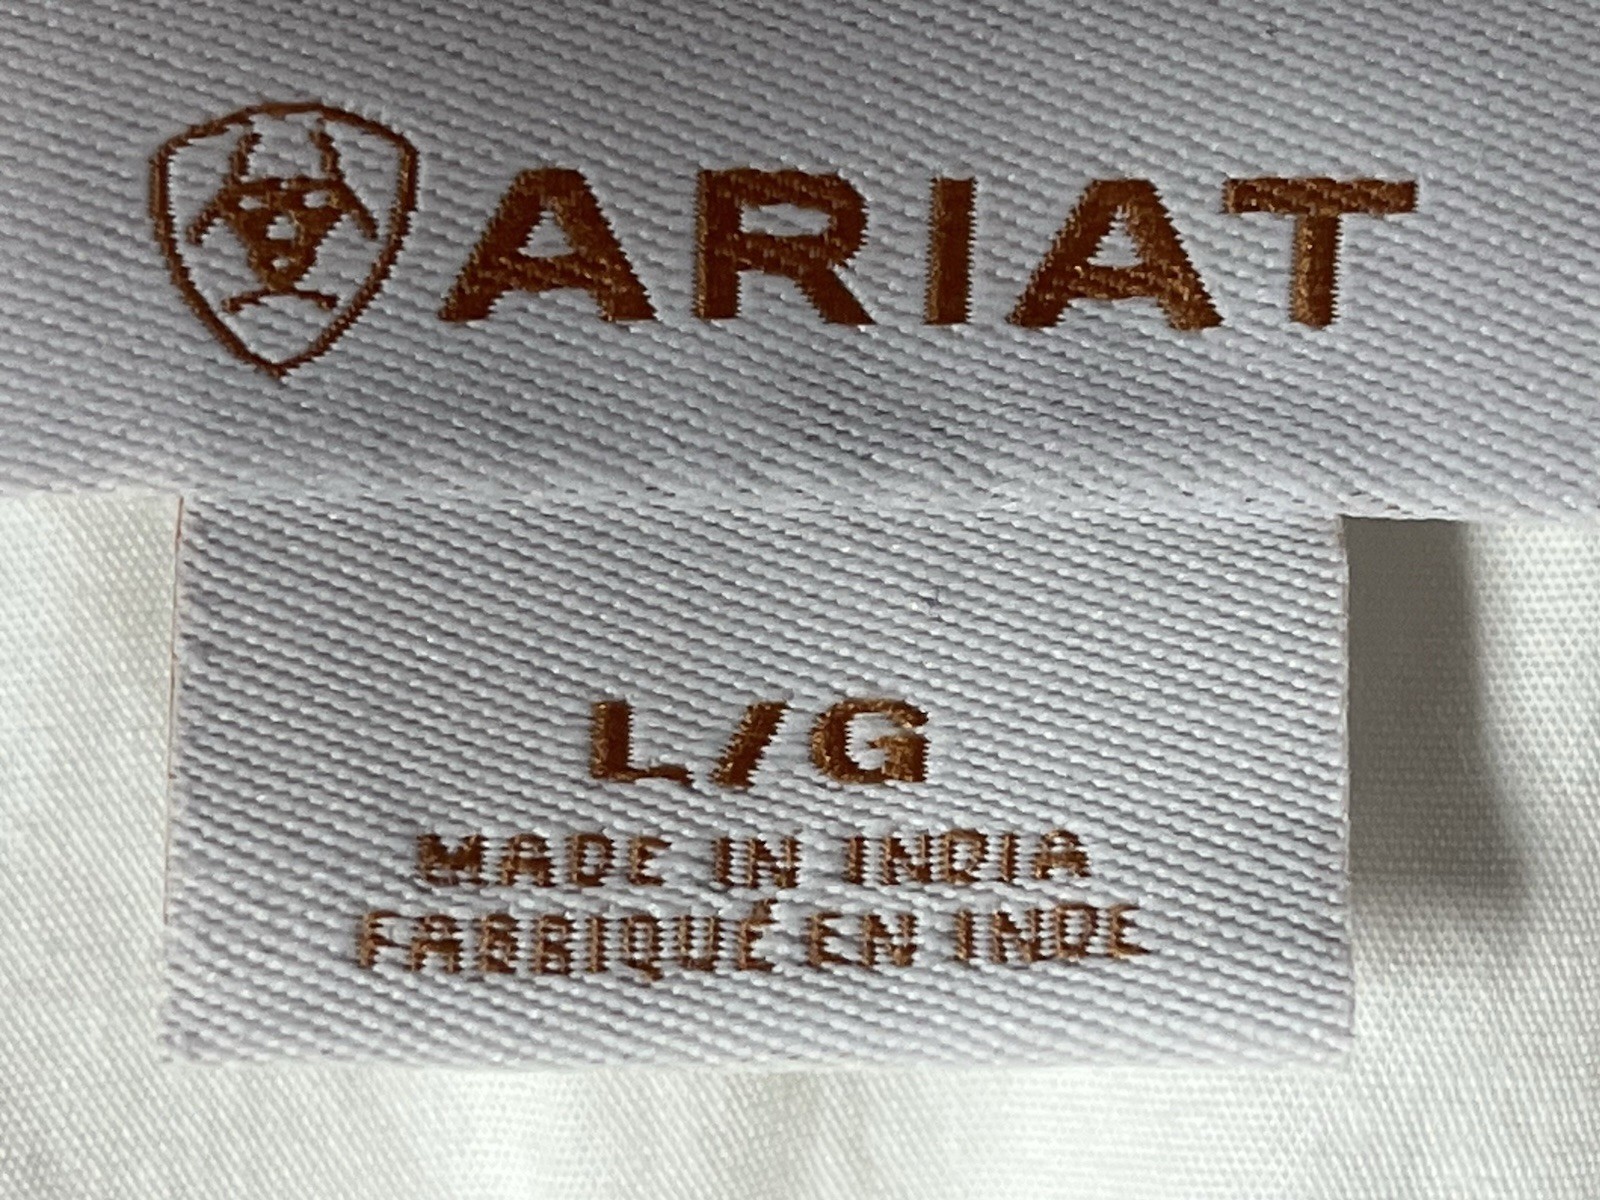 ARIAT
L/G
MADE IN INDIA
FABRIQUÉ EN INDE